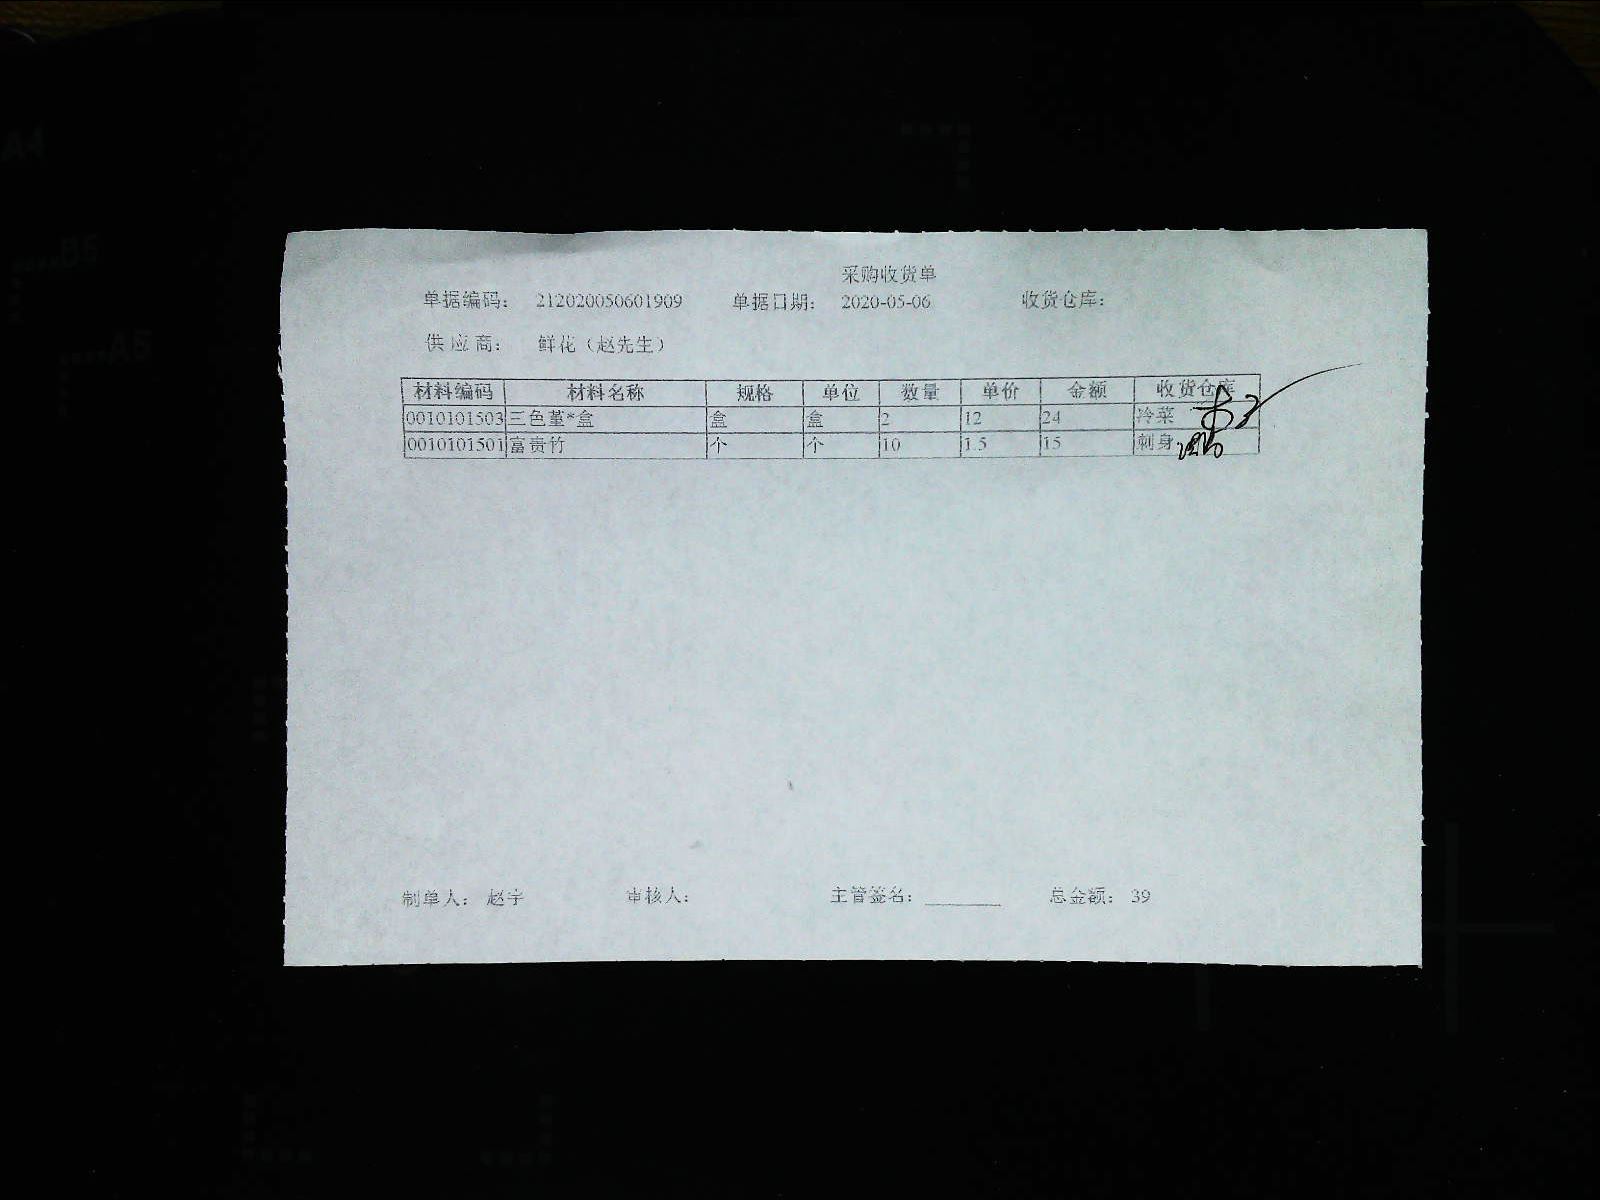 采购收货单
单据编码： 212020050601909 单据日期： 2020-05-06 收货仓库：
供应商： 鲜花（赵先生）
材料编码 材料名称 规格 单位 数量 单价 金额 收货仓库
0010101503 三色堇*盒 盒 盒 2 12 24 冷菜
0010101501 富贵竹 个 个 10 1.5 15 刺身
制单人： 赵宇 审核人： 主管签名： 总金额： 39
A4
B5
A5